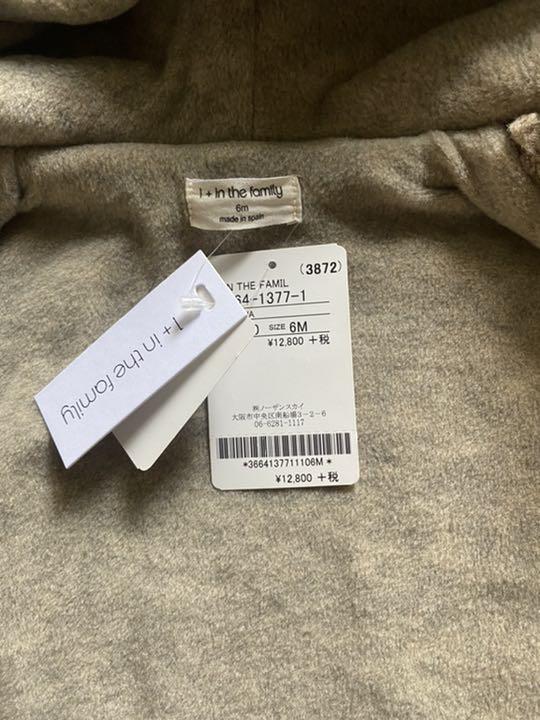 1 + in the family
6m
made in spain
(3872)
N THE FAMIL
64-1377-1
SIZE 6M
¥12,800 +税
㈱ノーザンスカイ
大阪市中央区南船場3-2-6
06-6281-1117
*3664137711106M*
¥12,800 +税
1 + in the family